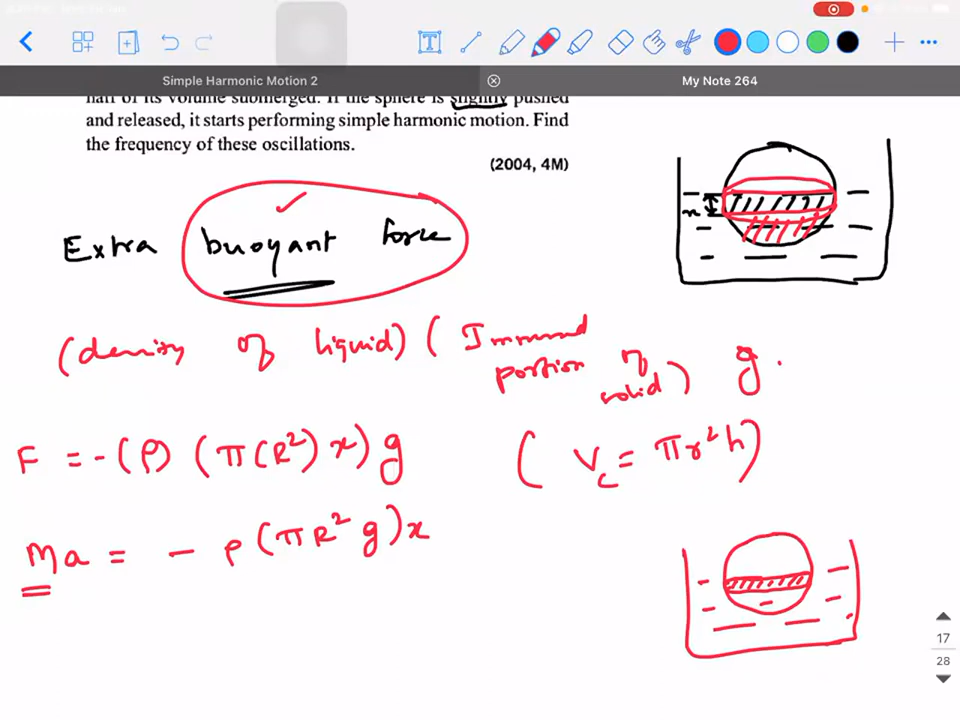 Simple Harmonic Motion 2
My Note 264
half of its volume submerged. If the sphere is slightly pushed
and released, it starts performing simple harmonic motion. Find
the frequency of these oscillations.
(2004, 4M)
Extra buoyant force
x
(density of liquid) (Immersed portion of solid) g.
F = -(ρ) (π(R²) x) g
(V_c = πr²h)
Ma = - ρ(πR² g)x
17
28